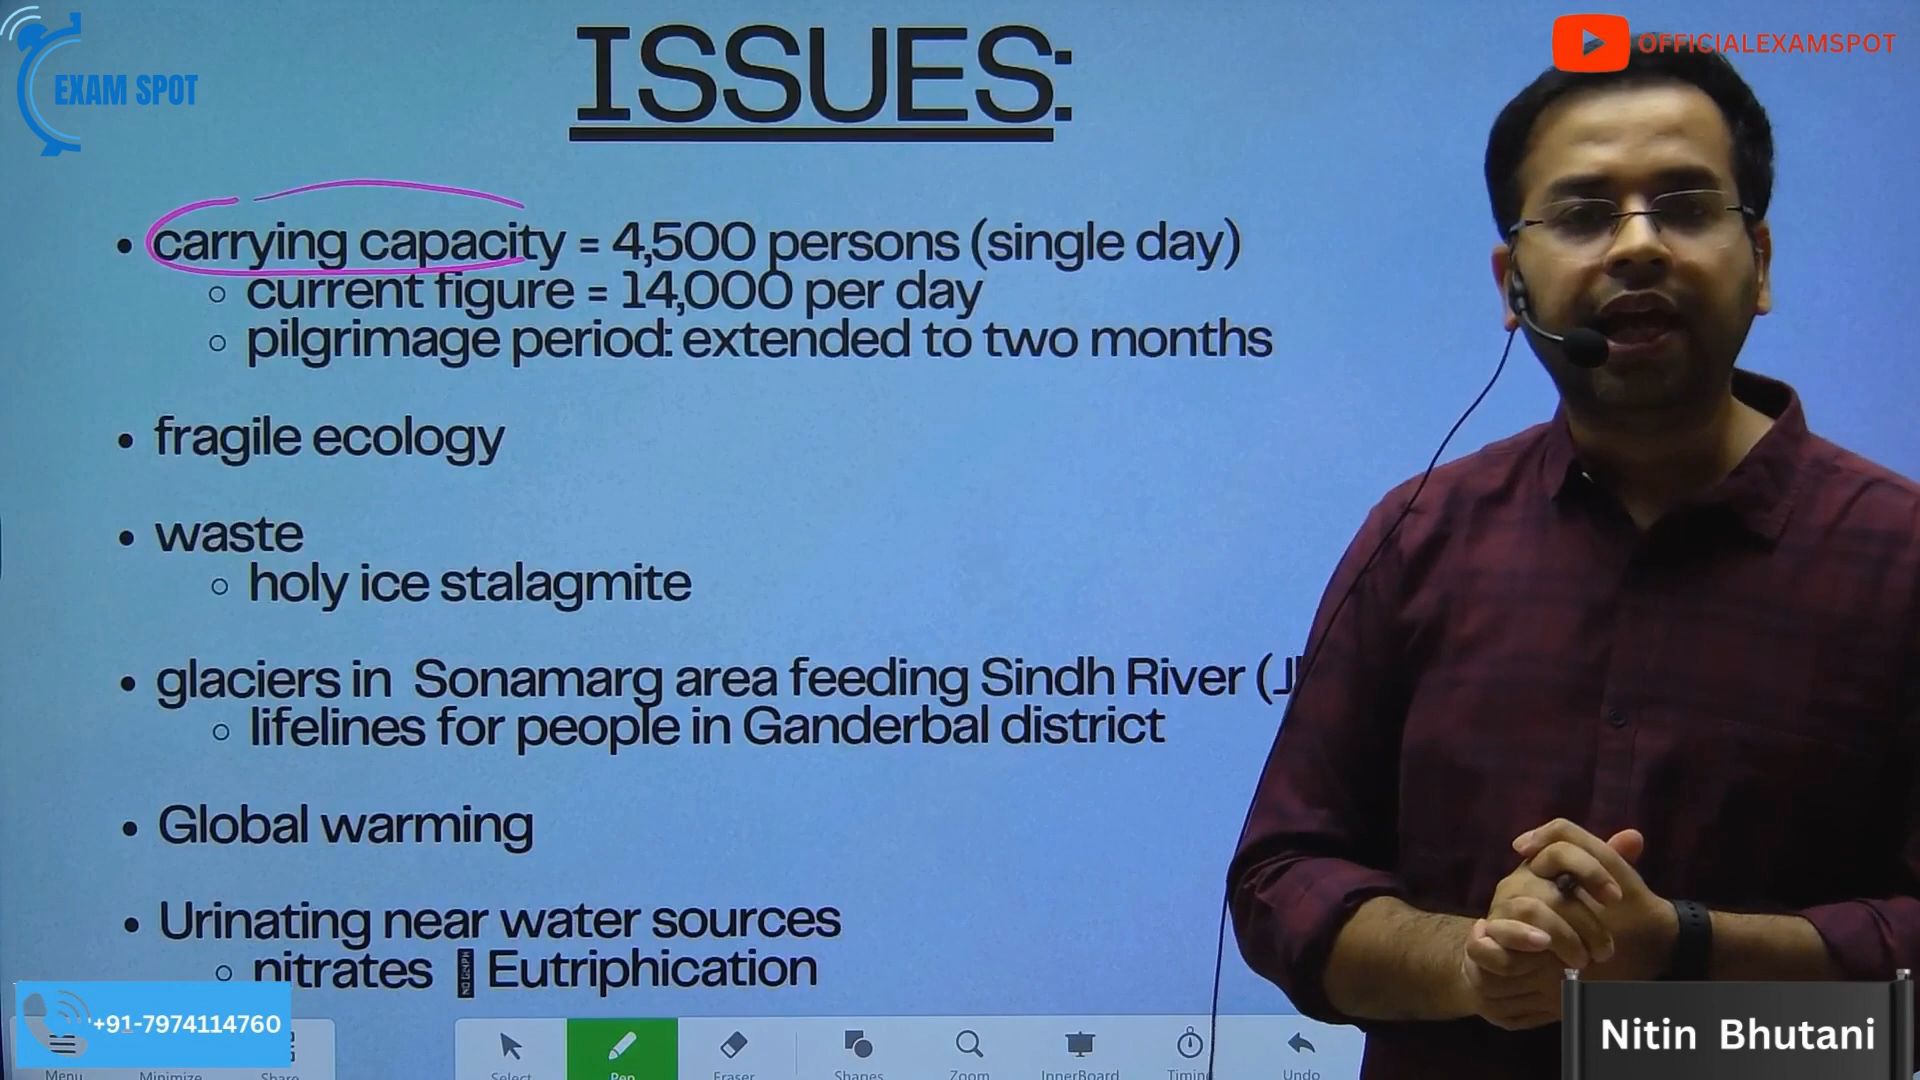 ISSUES:
EXAM SPOT
OFFICIALEXAMSPOT
• carrying capacity = 4,500 persons (single day)
○ current figure = 14,000 per day
○ pilgrimage period: extended to two months
• fragile ecology
• waste
○ holy ice stalagmite
• glaciers in Sonamarg area feeding Sindh River (J
○ lifelines for people in Ganderbal district
• Global warming
• Urinating near water sources
○ nitrates Eutriphication
+91-7974114760
Nitin Bhutani
Menu Minimize Share Select Pen Eraser Shapes Zoom InnerBoard Timing Undo